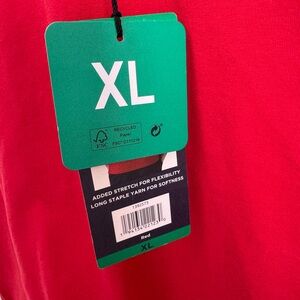 XL
FSC
RECYCLED
Paper
ADDED STRETCH FOR FLEXIBILITY
LONG STAPLE YARN FOR SOFTNESS
Red
XL